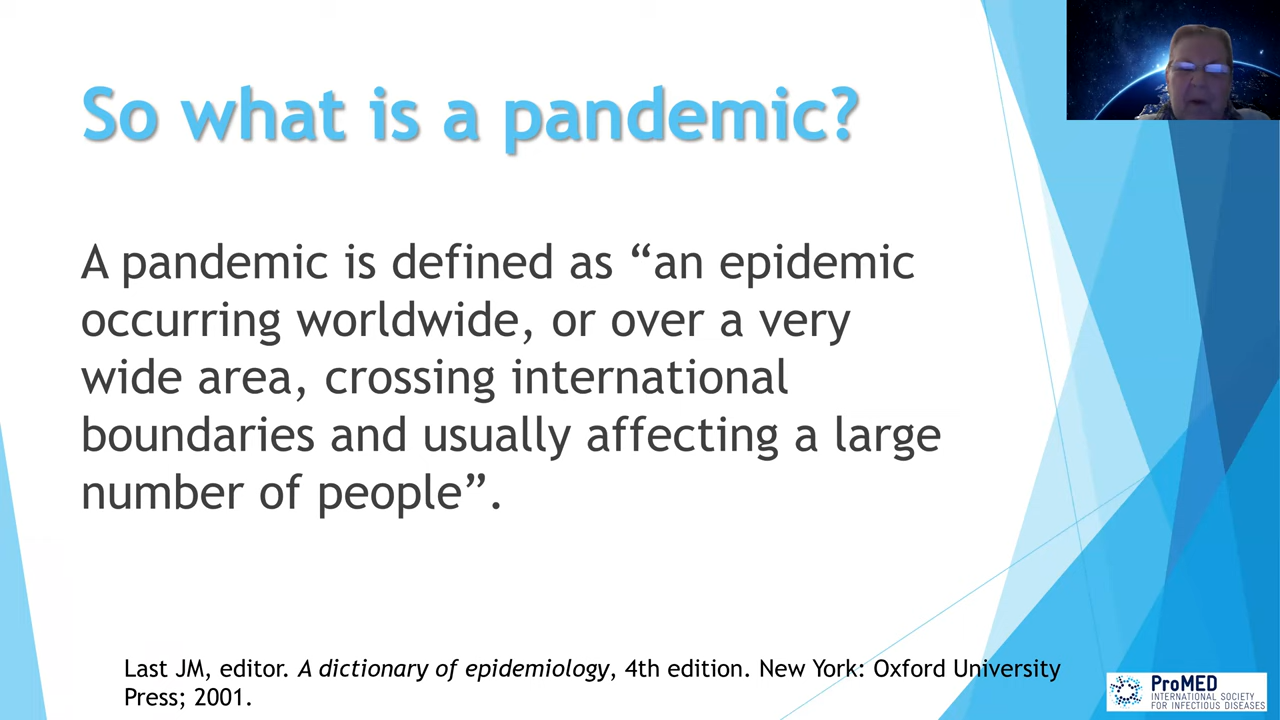 So what is a pandemic?
A pandemic is defined as “an epidemic
occurring worldwide, or over a very
wide area, crossing international
boundaries and usually affecting a large
number of people”.
Last JM, editor. A dictionary of epidemiology, 4th edition. New York: Oxford University
Press; 2001.
ProMED
INTERNATIONAL SOCIETY
FOR INFECTIOUS DISEASES